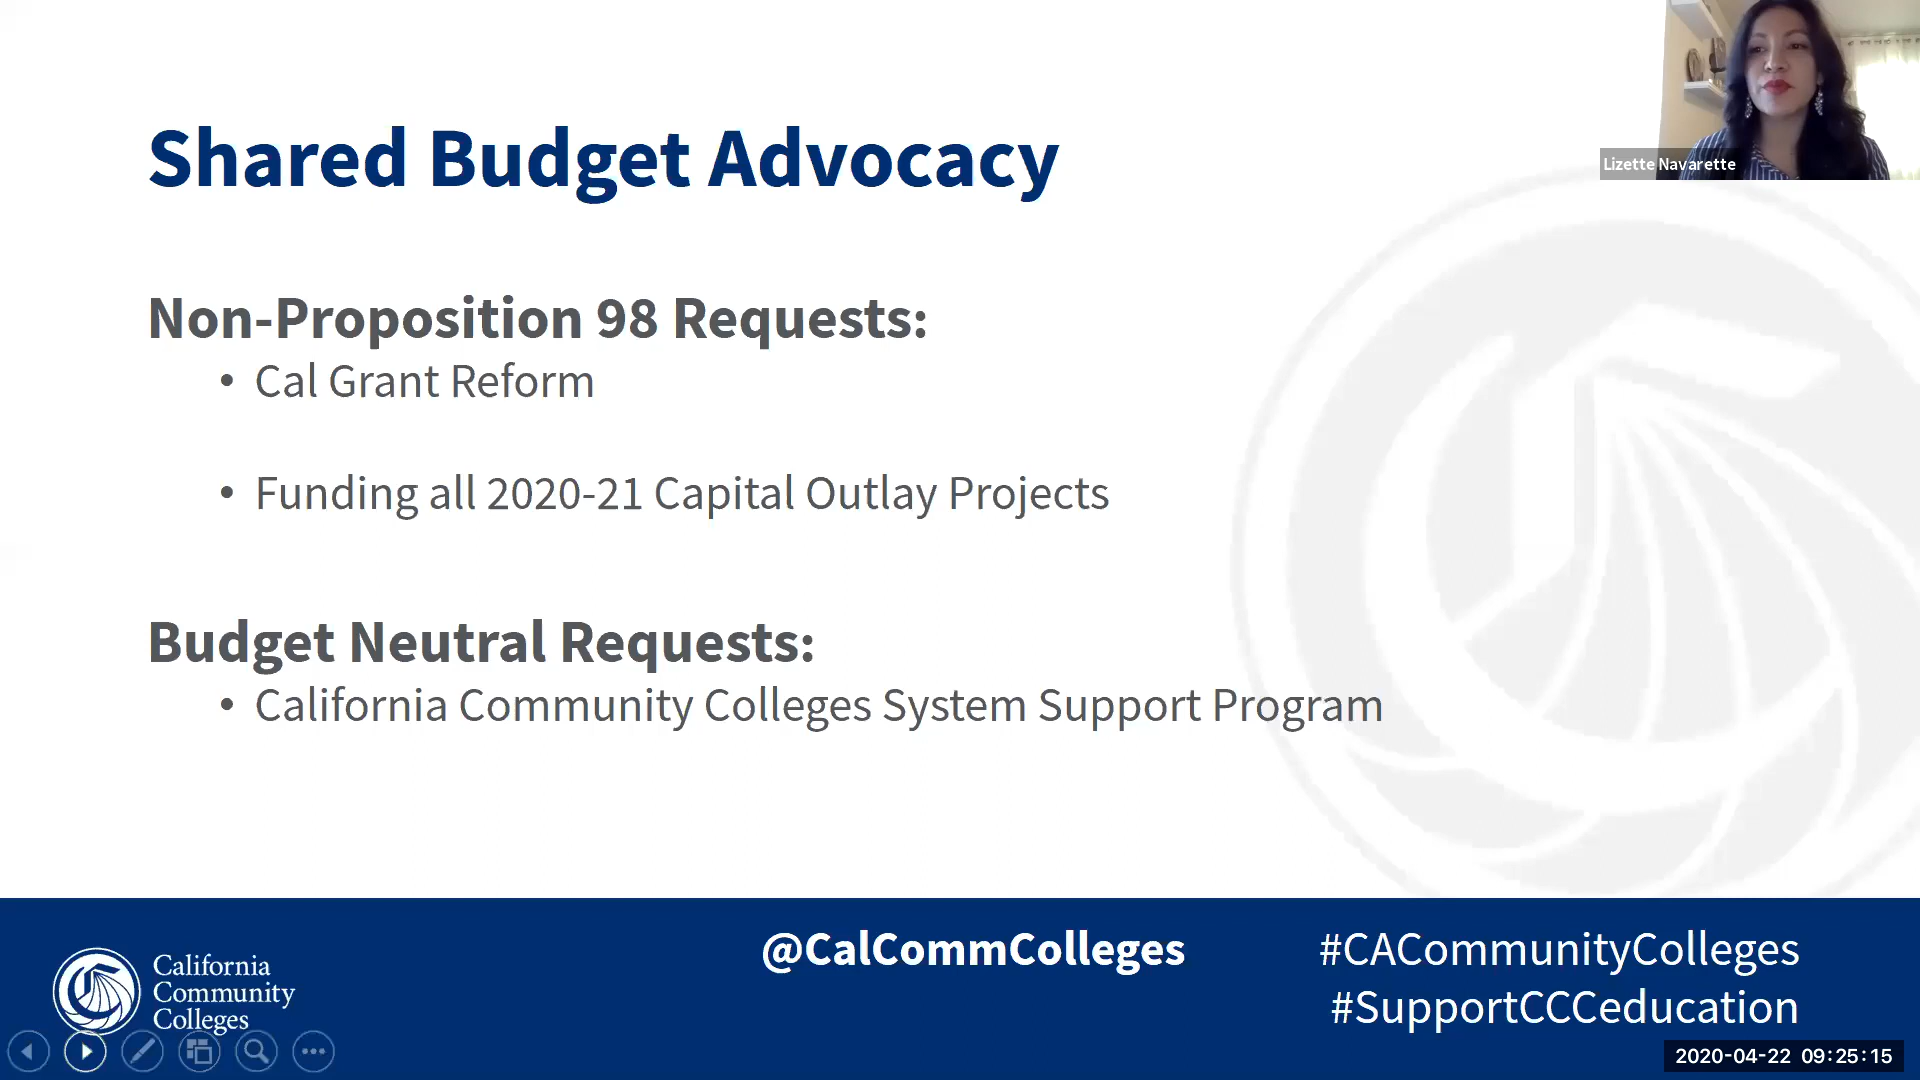 Shared Budget Advocacy
Lizette Navarette
Non-Proposition 98 Requests:
• Cal Grant Reform
• Funding all 2020-21 Capital Outlay Projects
Budget Neutral Requests:
• California Community Colleges System Support Program
California
Community
Colleges
@CalCommColleges
#CACommunityColleges
#SupportCCCeducation
2020-04-22 09:25:15